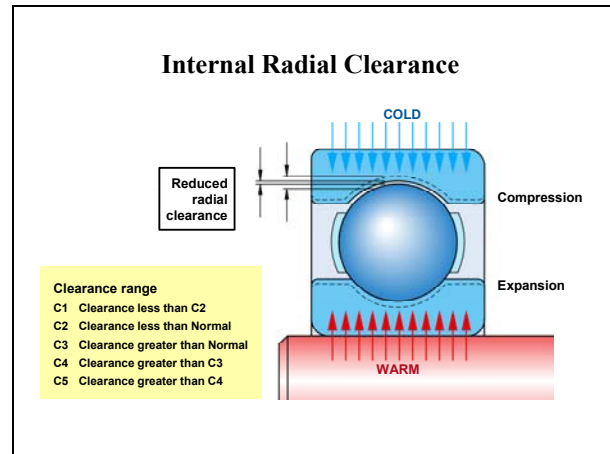 Internal Radial Clearance
COLD
Reduced
radial
clearance
Compression
Expansion
Clearance range
C1 Clearance less than C2
C2 Clearance less than Normal
C3 Clearance greater than Normal
C4 Clearance greater than C3
C5 Clearance greater than C4
WARM